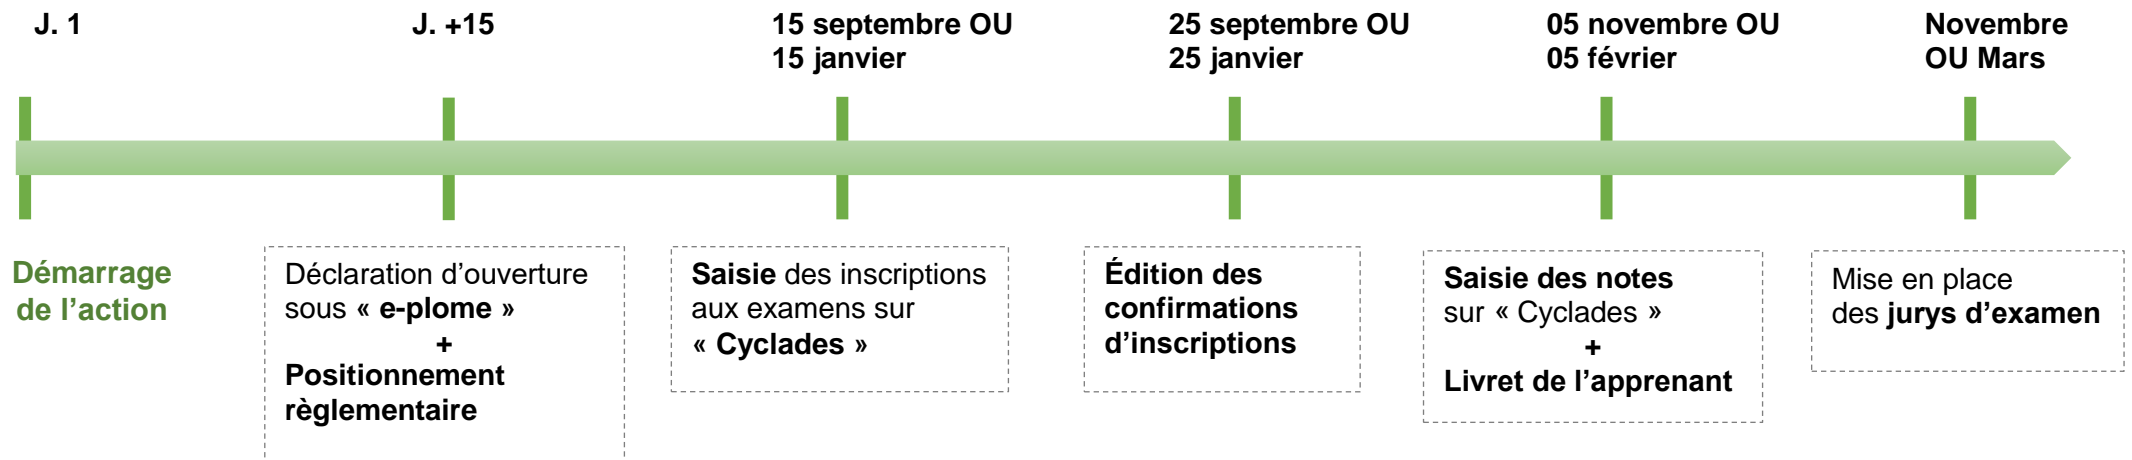 J. 1
J. +15
15 septembre OU
15 janvier
25 septembre OU
25 janvier
05 novembre OU
05 février
Novembre
OU Mars
Démarrage
de l’action
Déclaration d’ouverture
sous « e-plome »
+
Positionnement
règlementaire
Saisie des inscriptions
aux examens sur
« Cyclades »
Édition des
confirmations
d’inscriptions
Saisie des notes
sur « Cyclades »
+
Livret de l’apprenant
Mise en place
des jurys d’examen